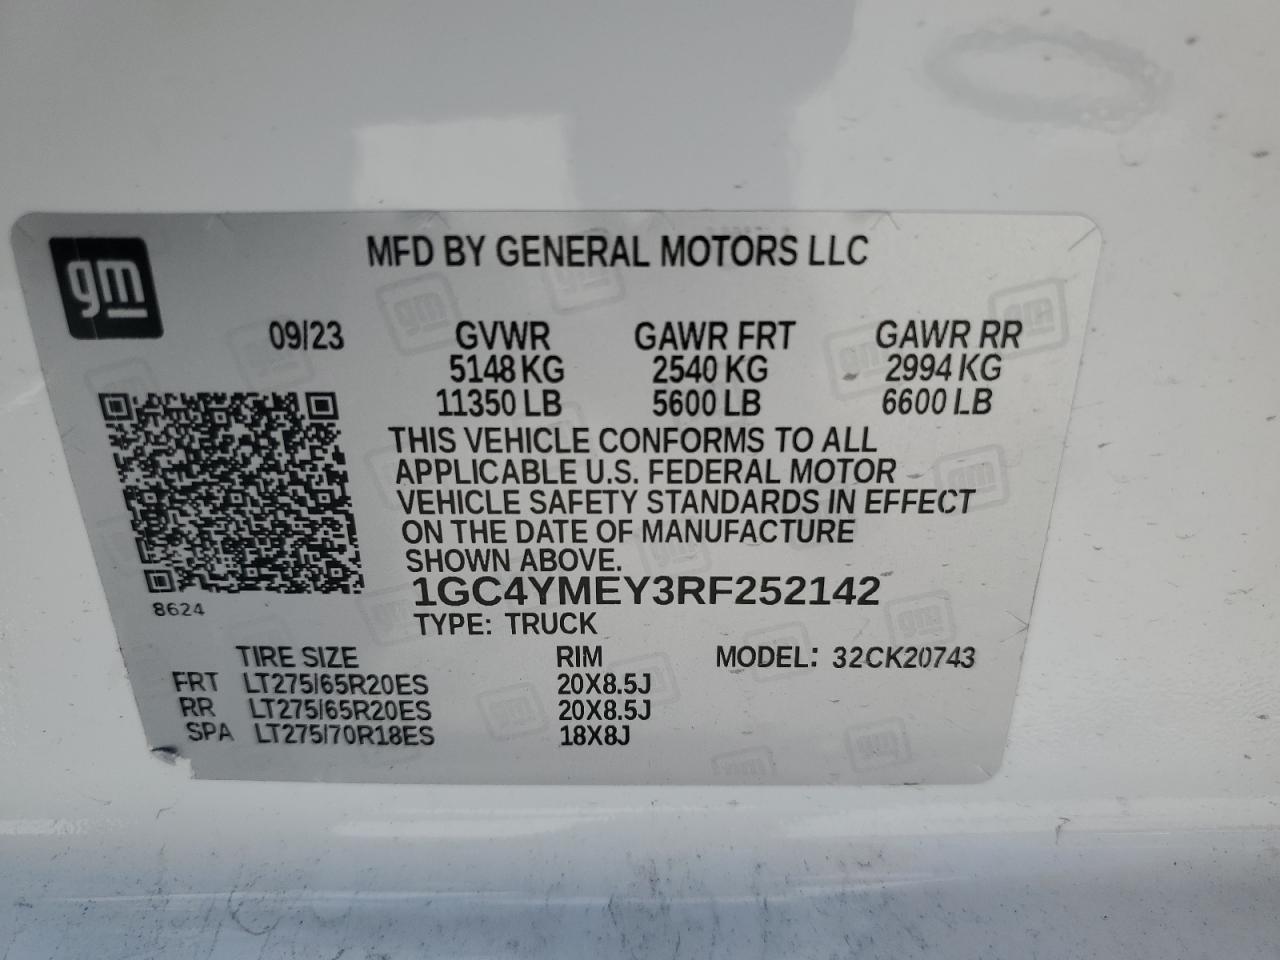 gm
MFD BY GENERAL MOTORS LLC
09/23 GVWR GAWR FRT GAWR RR
5148 KG 2540 KG 2994 KG
11350 LB 5600 LB 6600 LB
THIS VEHICLE CONFORMS TO ALL
APPLICABLE U.S. FEDERAL MOTOR
VEHICLE SAFETY STANDARDS IN EFFECT
ON THE DATE OF MANUFACTURE
SHOWN ABOVE.
1GC4YMEY3RF252142
8624
TYPE: TRUCK
TIRE SIZE RIM MODEL: 32CK20743
FRT LT275/65R20ES 20X8.5J
RR LT275/65R20ES 20X8.5J
SPA LT275/70R18ES 18X8J